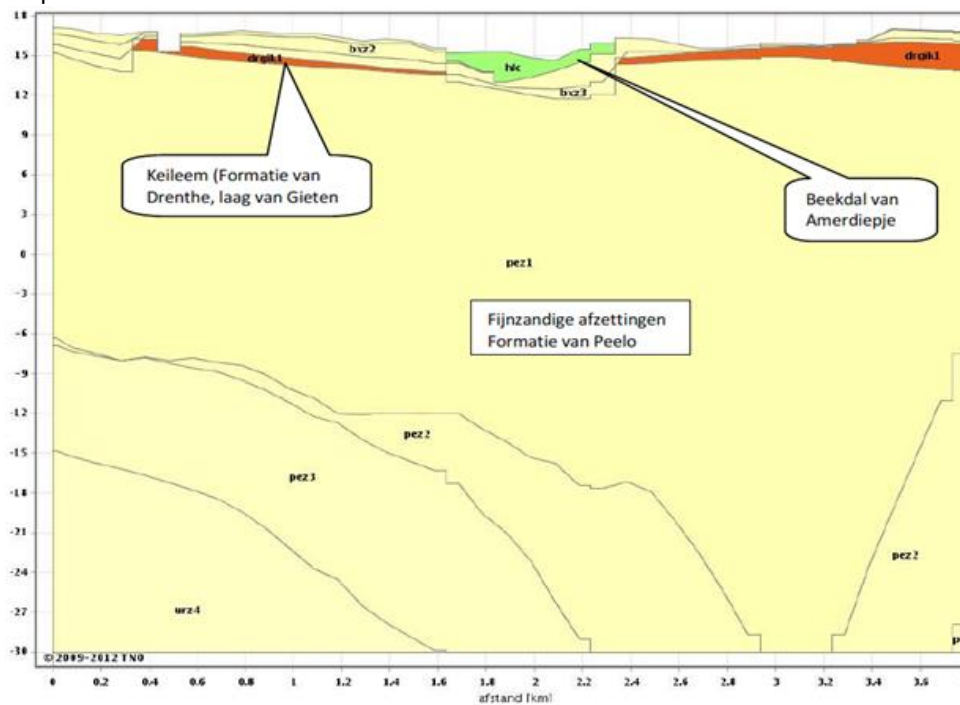 18
15
12
9
6
3
0
-3
-6
-9
-12
-15
-18
-21
-24
-27
-30
bxz2
drgik1
hlc
bxz3
drgik1
Keileem (Formatie van
Drenthe, laag van Gieten
Beekdal van
Amerdiepje
pez1
Fijnzandige afzettingen
Formatie van Peelo
pez2
pez3
pez2
urz4
p
© 2009-2012 TNO
0 0.2 0.4 0.6 0.8 1 1.2 1.4 1.6 1.8 2 2.2 2.4 2.6 2.8 3 3.2 3.4 3.6
afstand [km]